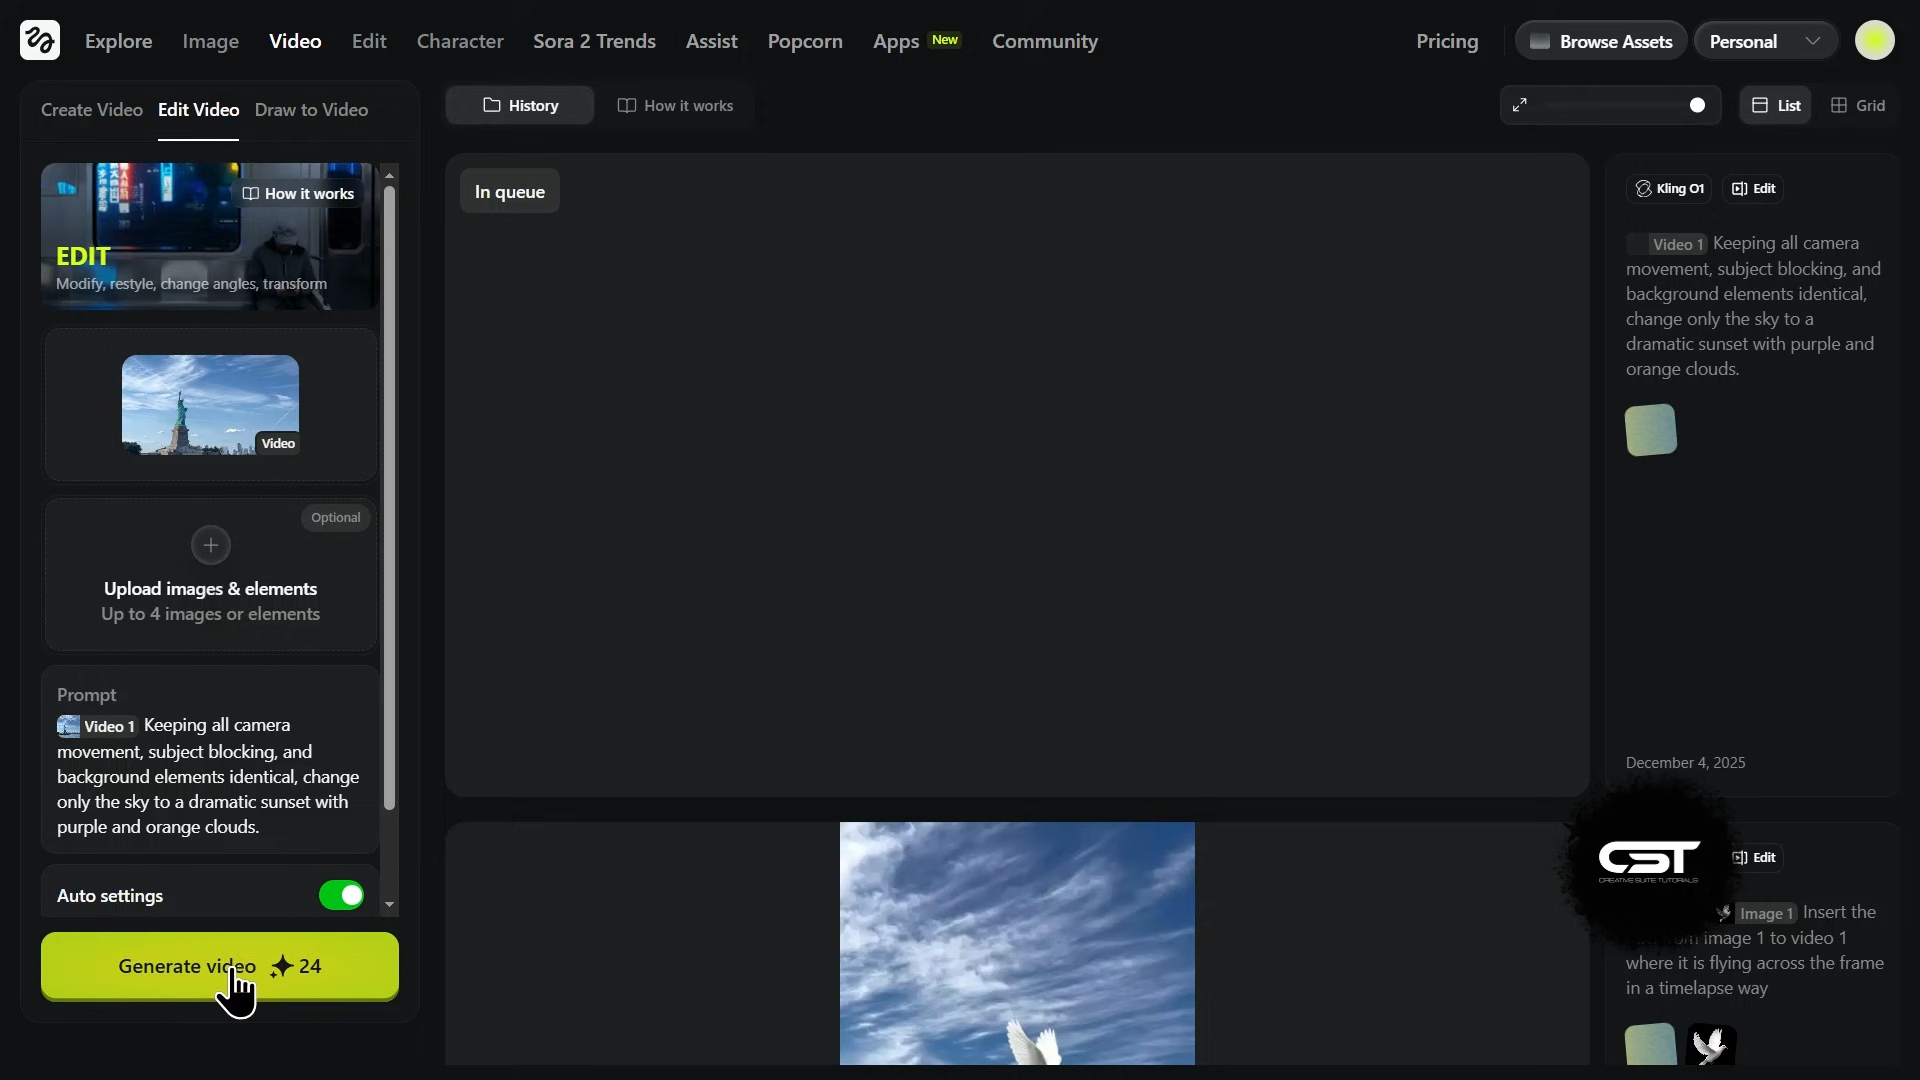 Explore Image Video Edit Character Sora 2 Trends Assist Popcorn Apps New Community Pricing Browse Assets Personal
Create Video Edit Video Draw to Video
History How it works
List Grid
How it works
EDIT
Modify, restyle, change angles, transform
Video
Optional
Upload images & elements
Up to 4 images or elements
Prompt
Video 1 Keeping all camera
movement, subject blocking, and
background elements identical, change
only the sky to a dramatic sunset with
purple and orange clouds.
Auto settings
Generate video 24
In queue
Kling O1 Edit
Video 1 Keeping all camera
movement, subject blocking, and
background elements identical,
change only the sky to a
dramatic sunset with purple and
orange clouds.
December 4, 2025
CST
CREATIVE SUITE TUTORIALS
Edit
Image 1 Insert the
image 1 to video 1
where it is flying across the frame
in a timelapse way